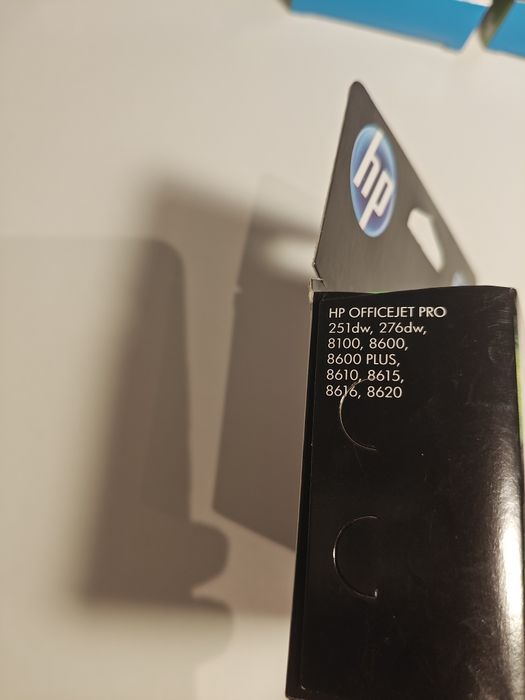 hp
HP OFFICEJET PRO
251dw, 276dw,
8100, 8600,
8600 PLUS,
8610, 8615,
8616, 8620